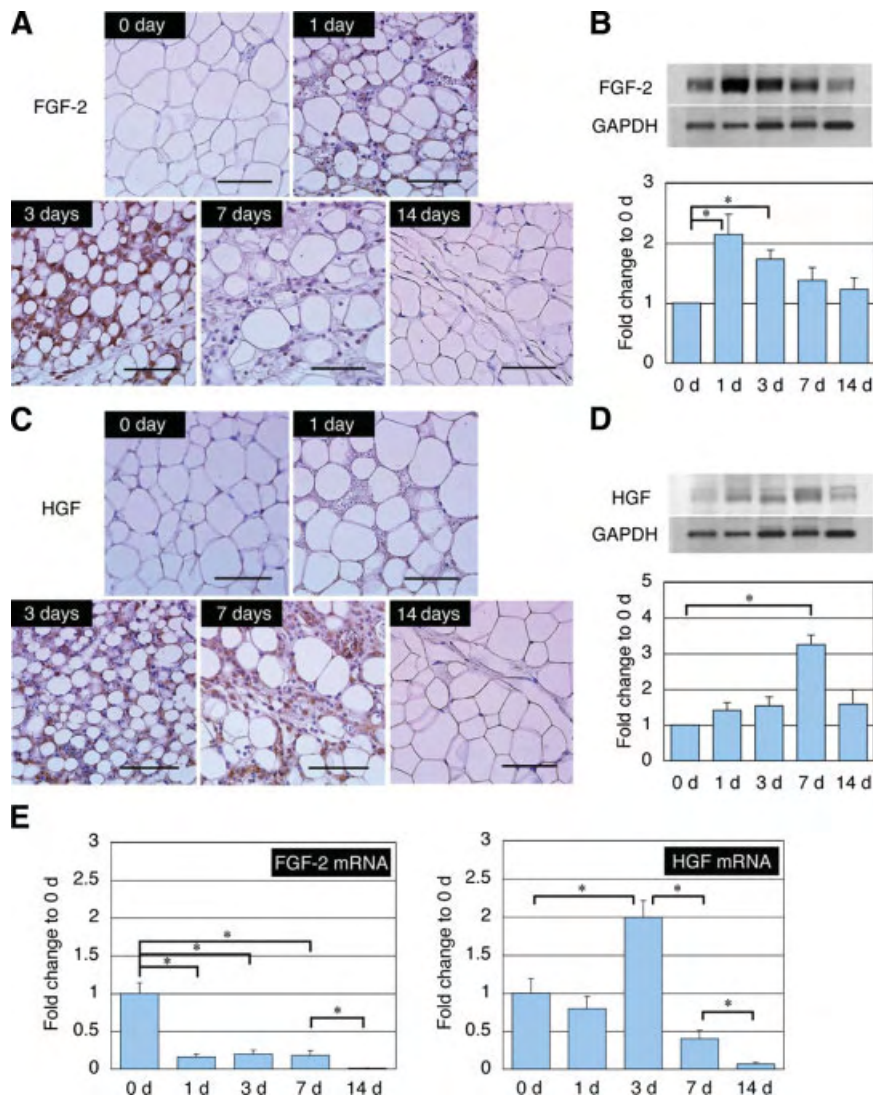 A
0 day
1 day
FGF-2
3 days
7 days
14 days
B
FGF-2
GAPDH
Fold change to 0 d
3
2
1
0
*
*
0 d 1 d 3 d 7 d 14 d
C
0 day
1 day
HGF
3 days
7 days
14 days
D
HGF
GAPDH
Fold change to 0 d
5
4
3
2
1
0
*
0 d 1 d 3 d 7 d 14 d
E
FGF-2 mRNA
Fold change to 0 d
3
2.5
2
1.5
1
0.5
0
*
*
*
*
0 d 1 d 3 d 7 d 14 d
HGF mRNA
Fold change to 0 d
3
2.5
2
1.5
1
0.5
0
*
*
*
0 d 1 d 3 d 7 d 14 d